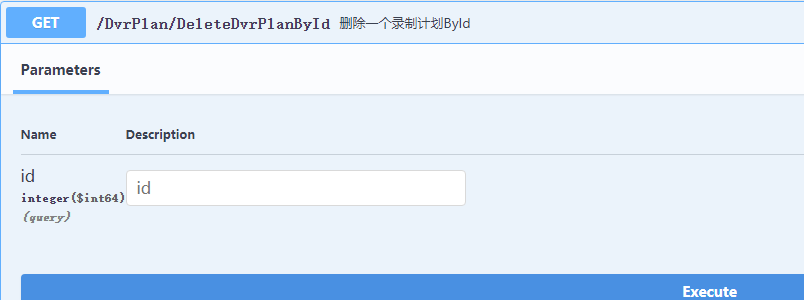 GET /DvrPlan/DeleteDvrPlanById 删除一个录制计划ById
Parameters
Name Description
id
integer($int64)
(query)
id
Execute